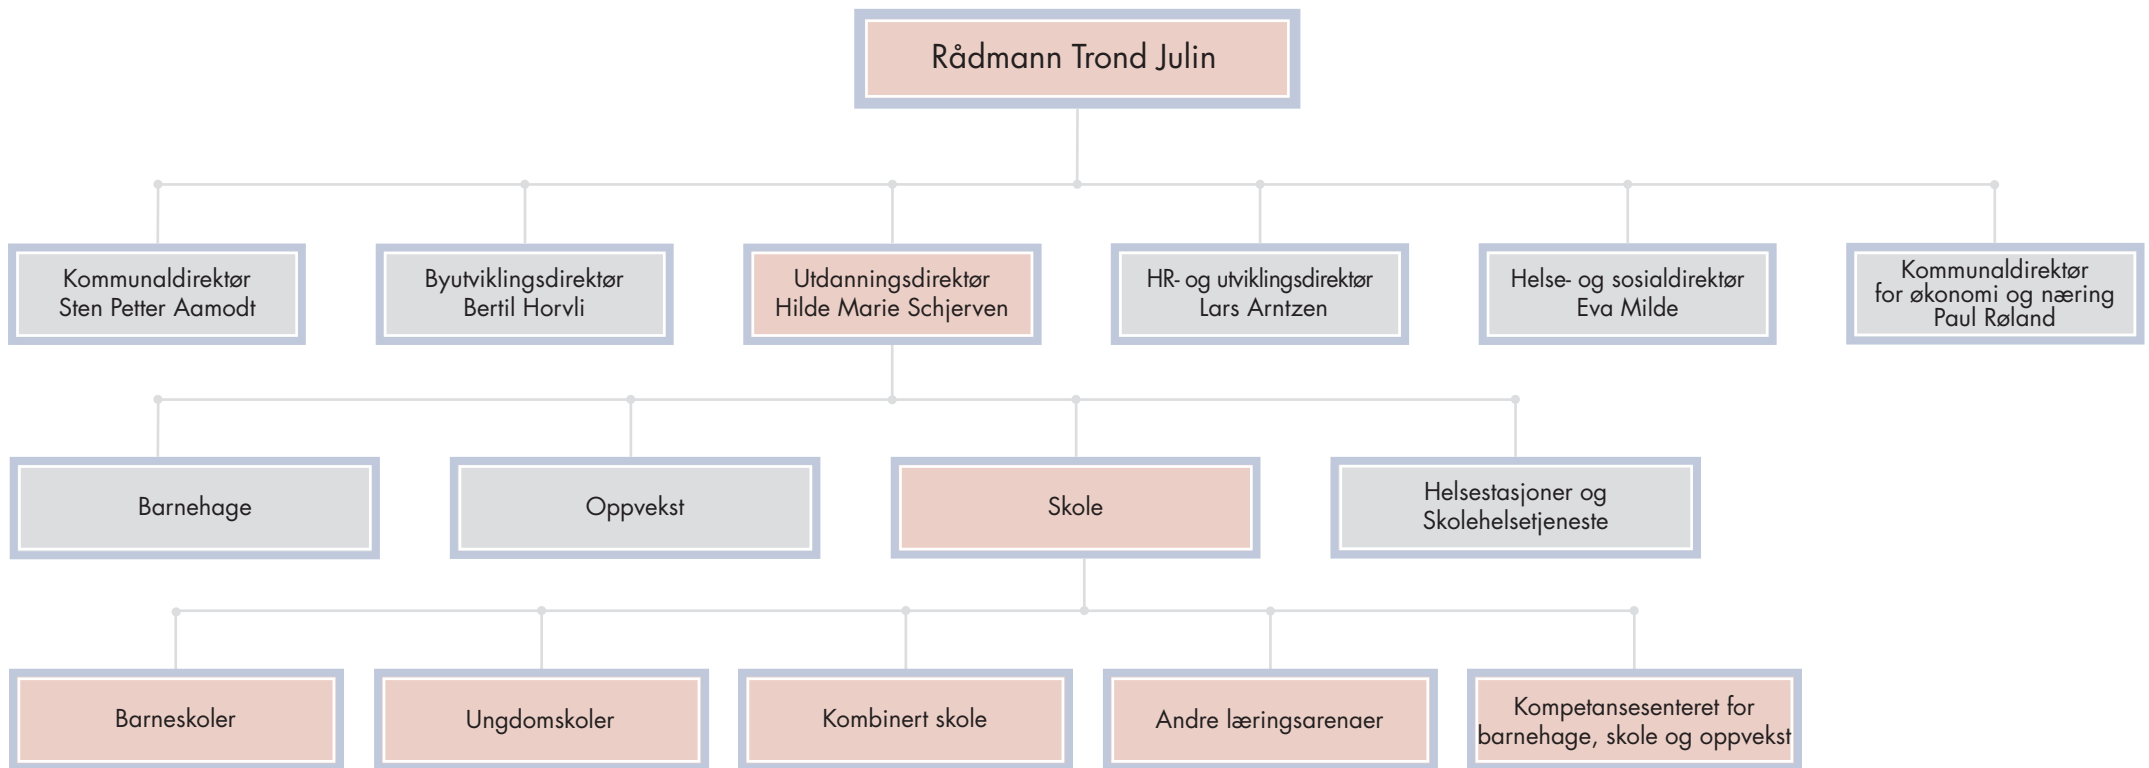 Rådmann Trond Julin
Kommunaldirektør
Sten Petter Aamodt
Byutviklingsdirektør
Bertil Horvli
Utdanningsdirektør
Hilde Marie Schjerven
HR- og utviklingsdirektør
Lars Arntzen
Helse- og sosialdirektør
Eva Milde
Kommunaldirektør
for økonomi og næring
Paul Røland
Barnehage
Oppvekst
Skole
Helsestasjoner og
Skolehelsetjeneste
Barneskoler
Ungdomskoler
Kombinert skole
Andre læringsarenaer
Kompetansesenteret for
barnehage, skole og oppvekst